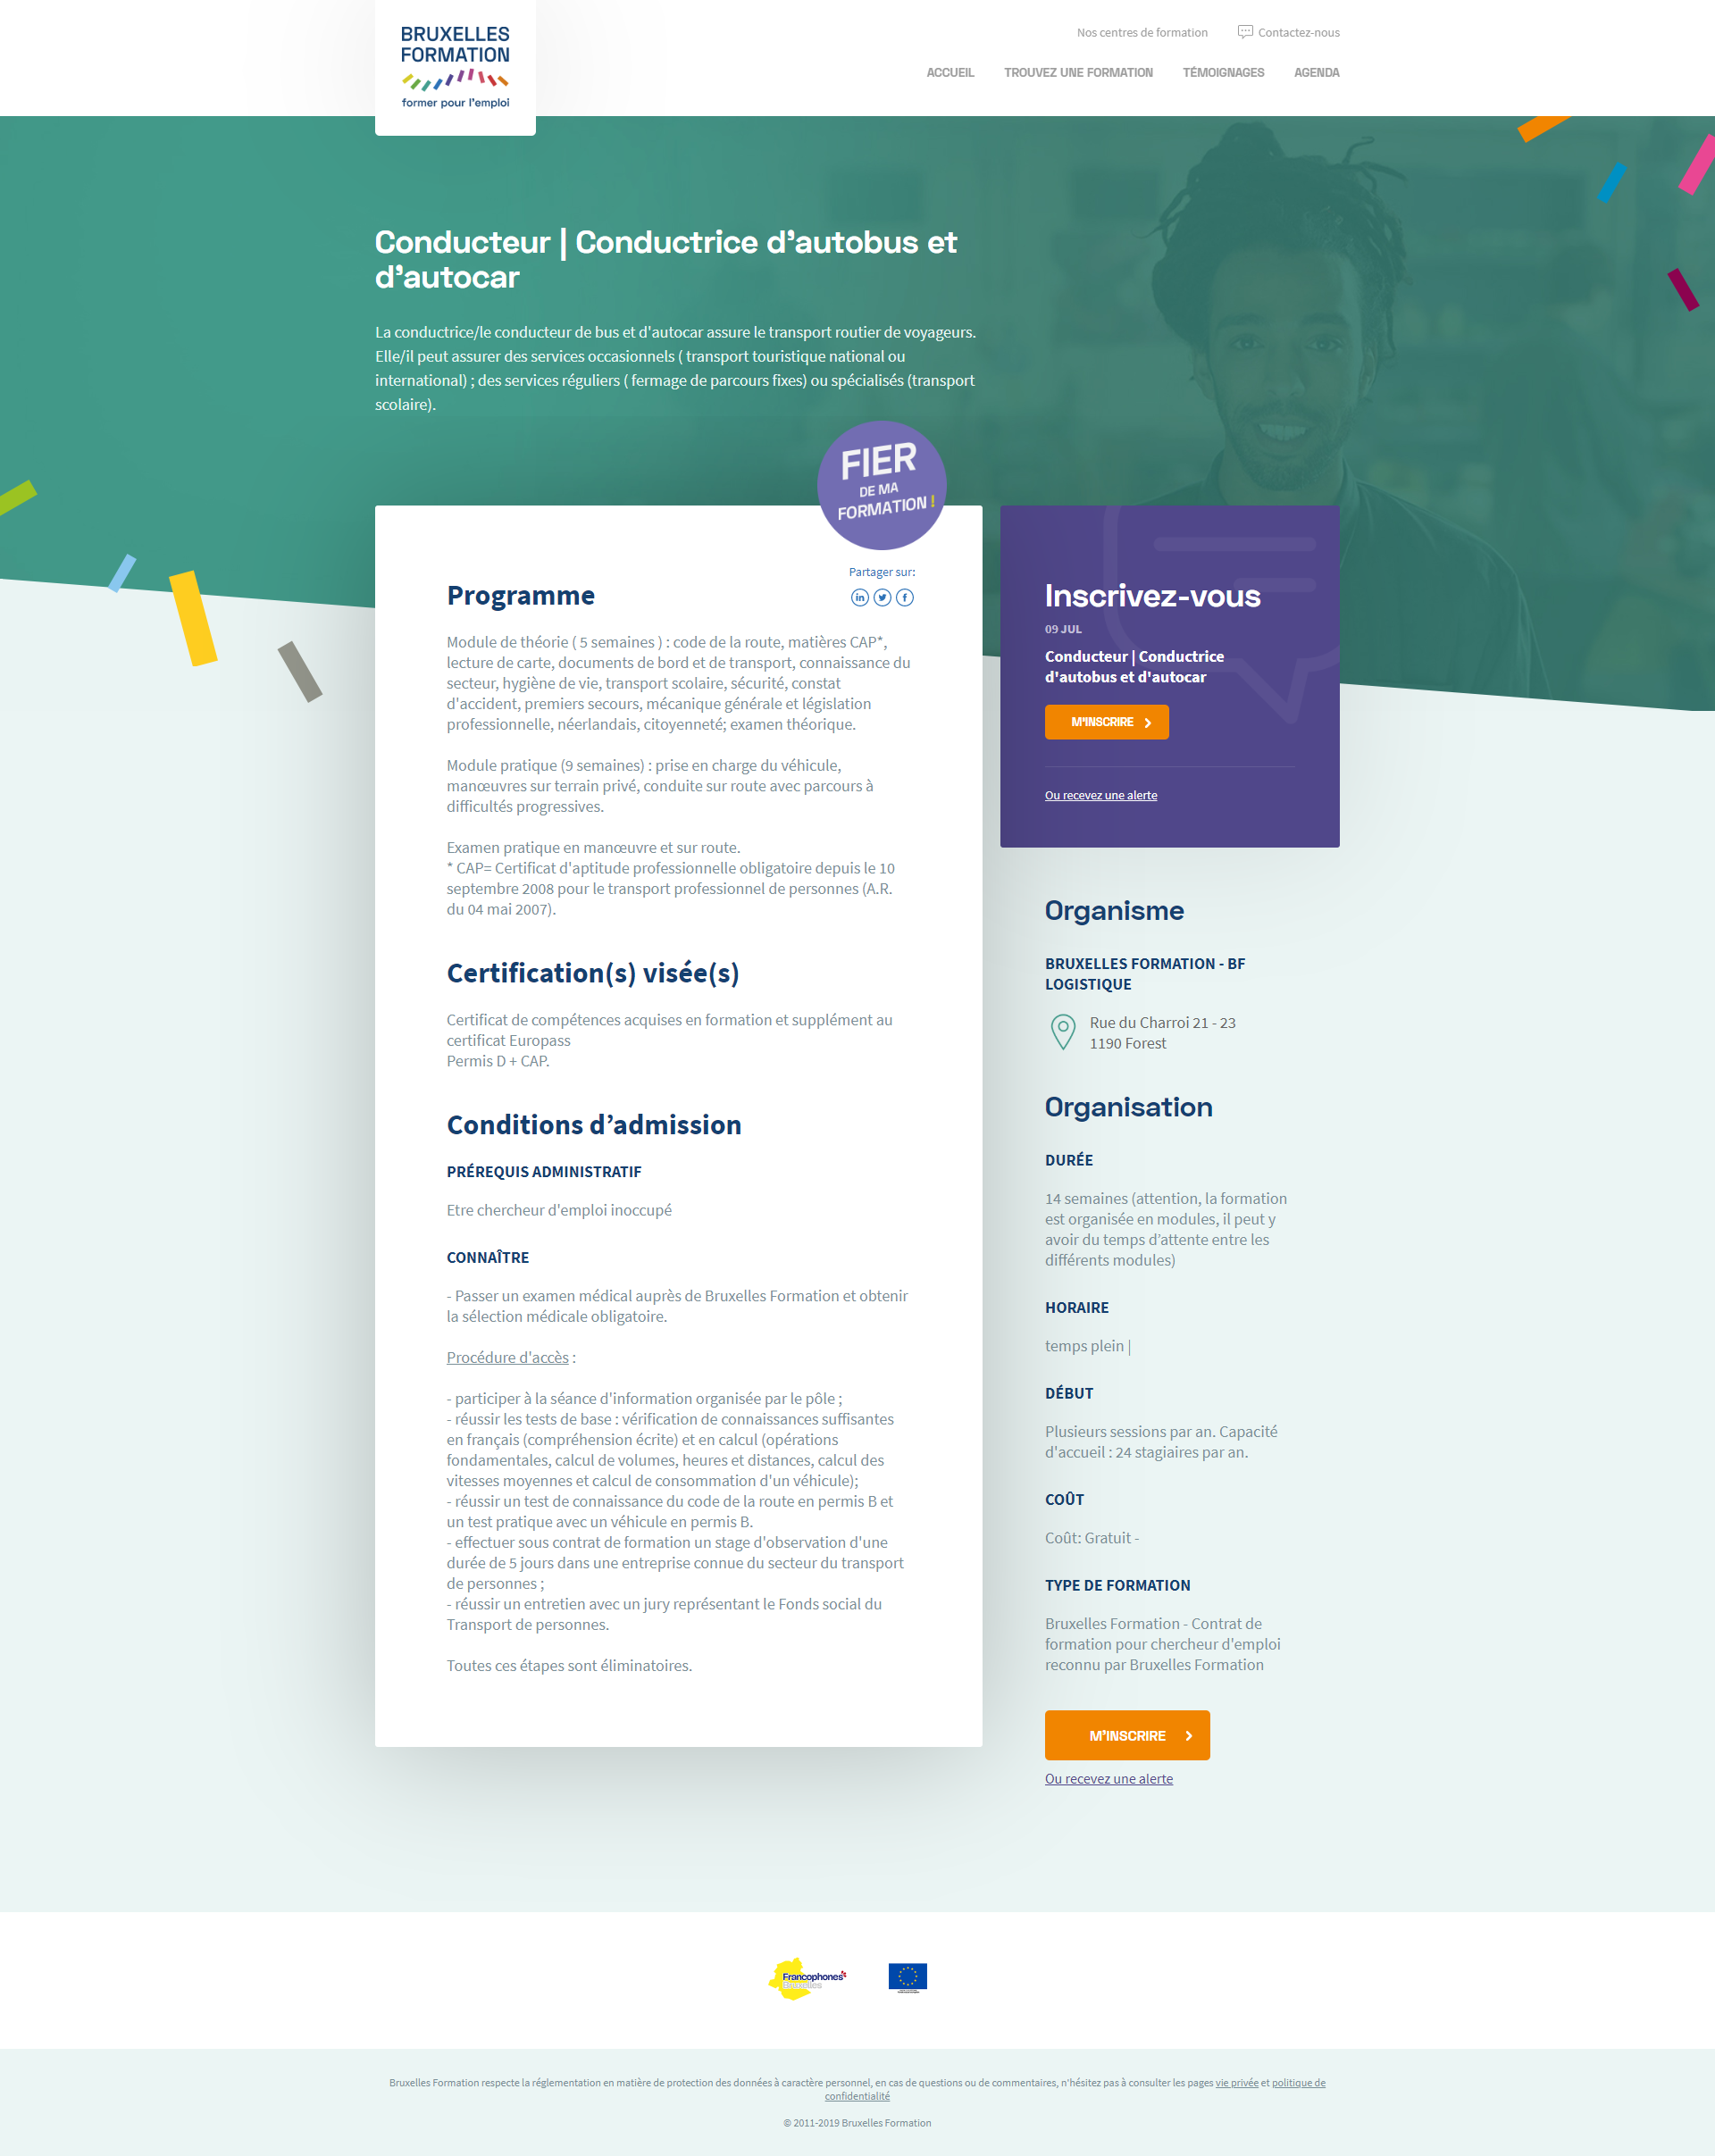 BRUXELLES
FORMATION
former pour l'emploi
Nos centres de formation
Contactez-nous
ACCUEIL
TROUVEZ UNE FORMATION
TÉMOIGNAGES
AGENDA
Conducteur | Conductrice d'autobus et
d'autocar
La conductrice/le conducteur de bus et d'autocar assure le transport routier de voyageurs.
Elle/il peut assurer des services occasionnels ( transport touristique national ou
international) ; des services réguliers ( fermage de parcours fixes) ou spécialisés (transport
scolaire).
FIER
DE MA
FORMATION !
Partager sur:
Programme
Module de théorie ( 5 semaines ) : code de la route, matières CAP*,
lecture de carte, documents de bord et de transport, connaissance du
secteur, hygiène de vie, transport scolaire, sécurité, constat
d'accident, premiers secours, mécanique générale et législation
professionnelle, néerlandais, citoyenneté; examen théorique.
Module pratique (9 semaines) : prise en charge du véhicule,
manœuvres sur terrain privé, conduite sur route avec parcours à
difficultés progressives.
Examen pratique en manœuvre et sur route.
* CAP= Certificat d'aptitude professionnelle obligatoire depuis le 10
septembre 2008 pour le transport professionnel de personnes (A.R.
du 04 mai 2007).
Certification(s) visée(s)
Certificat de compétences acquises en formation et supplément au
certificat Europass
Permis D + CAP.
Conditions d'admission
PRÉREQUIS ADMINISTRATIF
Etre chercheur d'emploi inoccupé
CONNAÎTRE
- Passer un examen médical auprès de Bruxelles Formation et obtenir
la sélection médicale obligatoire.
Procédure d'accès :
- participer à la séance d'information organisée par le pôle ;
- réussir les tests de base : vérification de connaissances suffisantes
en français (compréhension écrite) et en calcul (opérations
fondamentales, calcul de volumes, heures et distances, calcul des
vitesses moyennes et calcul de consommation d'un véhicule);
- réussir un test de connaissance du code de la route en permis B et
un test pratique avec un véhicule en permis B.
- effectuer sous contrat de formation un stage d'observation d'une
durée de 5 jours dans une entreprise connue du secteur du transport
de personnes ;
- réussir un entretien avec un jury représentant le Fonds social du
Transport de personnes.
Toutes ces étapes sont éliminatoires.
Inscrivez-vous
09 JUL
Conducteur | Conductrice
d'autobus et d'autocar
M'INSCRIRE
Ou recevez une alerte
Organisme
BRUXELLES FORMATION - BF
LOGISTIQUE
Rue du Charroi 21 - 23
1190 Forest
Organisation
DURÉE
14 semaines (attention, la formation
est organisée en modules, il peut y
avoir du temps d'attente entre les
différents modules)
HORAIRE
temps plein |
DÉBUT
Plusieurs sessions par an. Capacité
d'accueil : 24 stagiaires par an.
COÛT
Coût: Gratuit -
TYPE DE FORMATION
Bruxelles Formation - Contrat de
formation pour chercheur d'emploi
reconnu par Bruxelles Formation
M'INSCRIRE
Ou recevez une alerte
Francophones
Bruxelles
Bruxelles Formation respecte la réglementation en matière de protection des données à caractère personnel, en cas de questions ou de commentaires, n'hésitez pas à consulter les pages vie privée et politique de
confidentialité
© 2011-2019 Bruxelles Formation